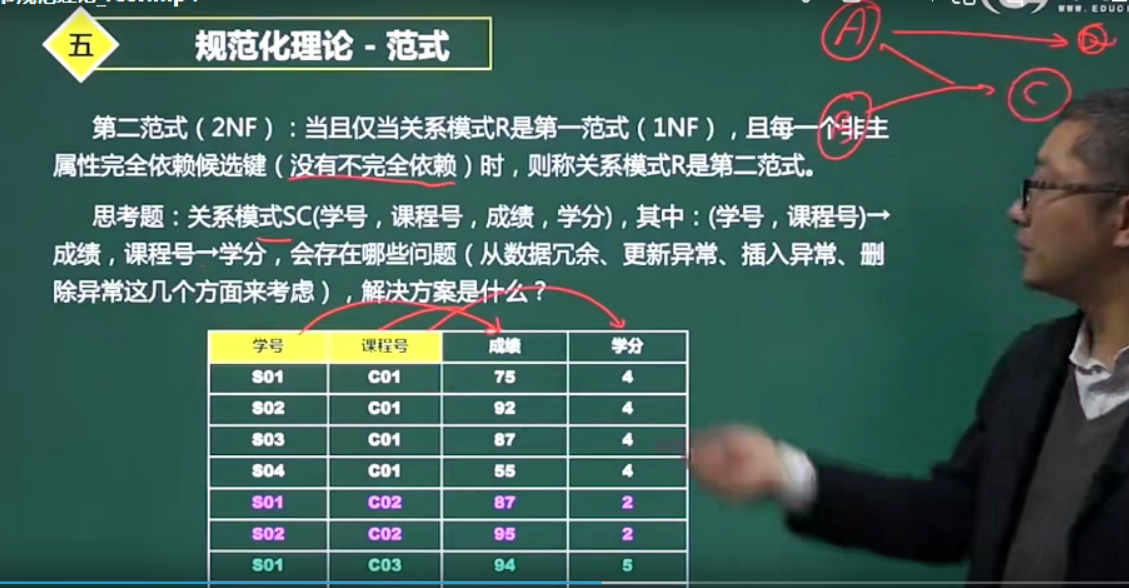 五
规范化理论 - 范式
A
D
B
C
第二范式（2NF）：当且仅当关系模式R是第一范式（1NF），且每一个非主
属性完全依赖候选键（没有不完全依赖）时，则称关系模式R是第二范式。
思考题：关系模式SC(学号，课程号，成绩，学分)，其中：(学号，课程号)→
成绩，课程号→学分，会存在哪些问题（从数据冗余、更新异常、插入异常、删
除异常这几个方面来考虑），解决方案是什么？
学号 课程号 成绩 学分
S01 C01 75 4
S02 C01 92 4
S03 C01 87 4
S04 C01 55 4
S01 C02 87 2
S02 C02 95 2
S01 C03 94 5